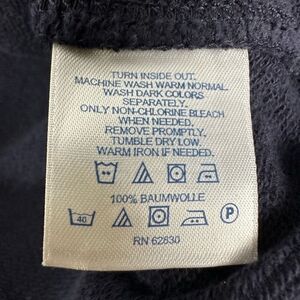 TURN INSIDE OUT.
MACHINE WASH WARM NORMAL.
WASH DARK COLORS
SEPARATELY.
ONLY NON-CHLORINE BLEACH
WHEN NEEDED.
REMOVE PROMPTLY.
TUMBLE DRY LOW.
WARM IRON IF NEEDED.
100% BAUMWOLLE
40 P
RN 62630